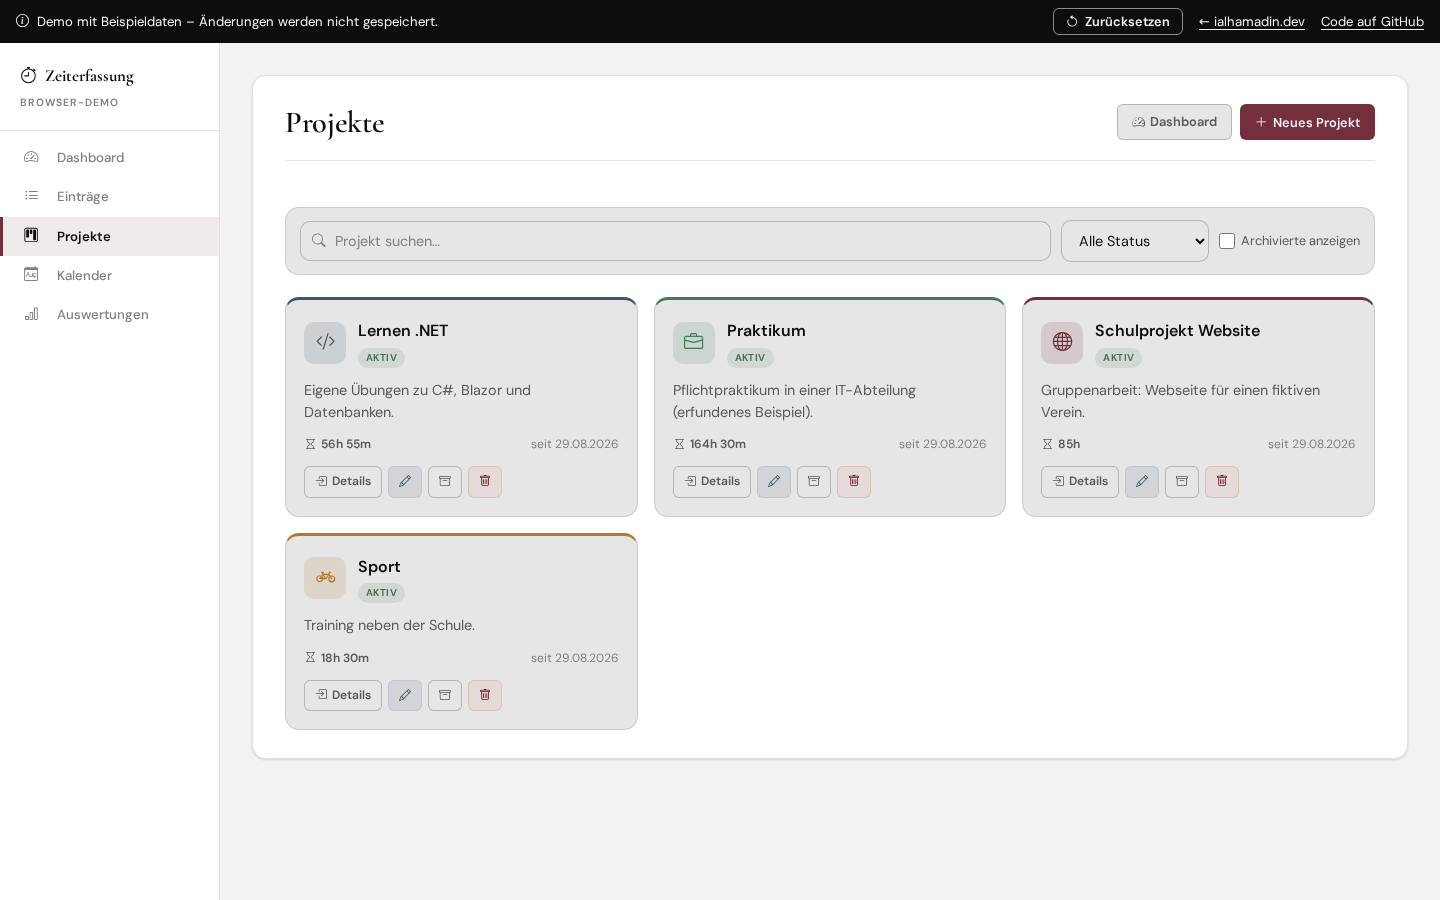 Demo mit Beispieldaten – Änderungen werden nicht gespeichert.
Zurücksetzen
← ialhamadin.dev
Code auf GitHub
Zeiterfassung
BROWSER-DEMO
Dashboard
Einträge
Projekte
Kalender
Auswertungen
Projekte
Dashboard
Neues Projekt
Projekt suchen…
Alle Status
Archivierte anzeigen
Lernen .NET
AKTIV
Eigene Übungen zu C#, Blazor und
Datenbanken.
56h 55m
seit 29.08.2026
Details
Praktikum
AKTIV
Pflichtpraktikum in einer IT-Abteilung
(erfundenes Beispiel).
164h 30m
seit 29.08.2026
Details
Schulprojekt Website
AKTIV
Gruppenarbeit: Webseite für einen fiktiven
Verein.
85h
seit 29.08.2026
Details
Sport
AKTIV
Training neben der Schule.
18h 30m
seit 29.08.2026
Details